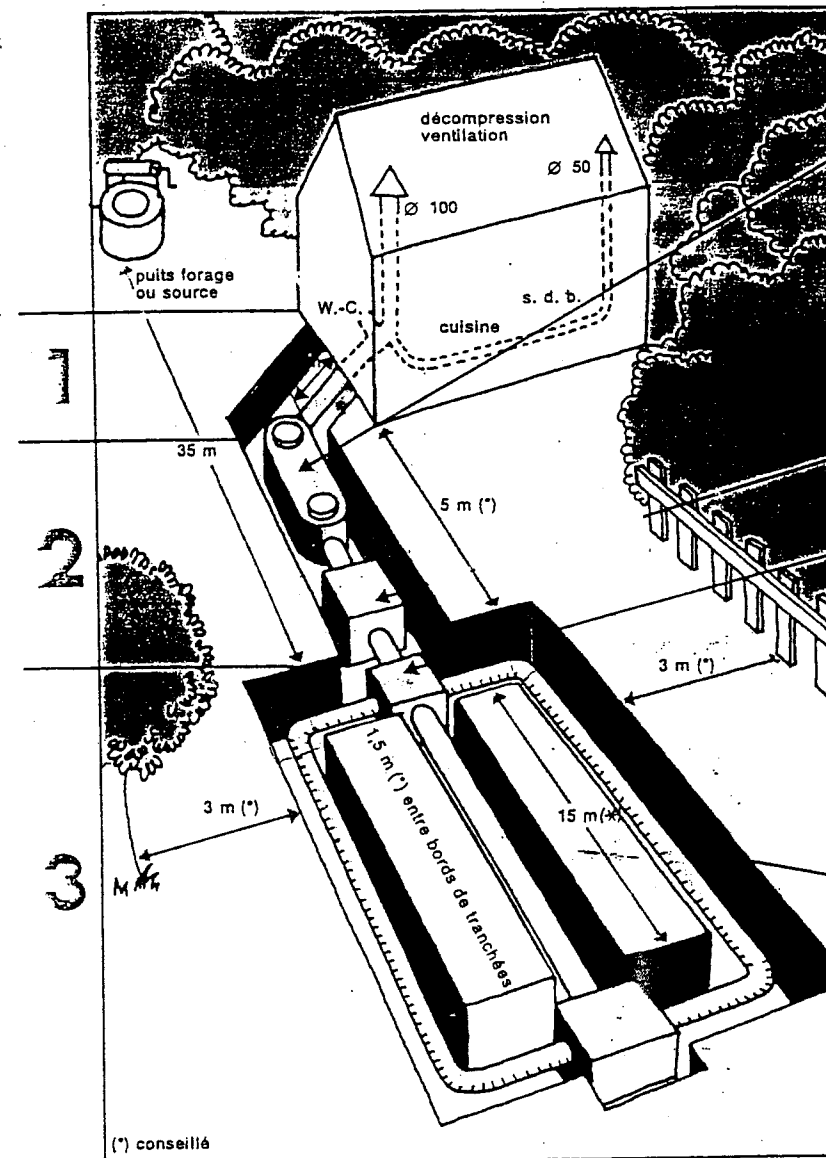 décompression
ventilation
Ø 50
Ø 100
puits forage
ou source
W.-C.
s. d. b.
cuisine
1
35 m
5 m (*)
2
3 m (*)
1,5 m (*) entre bords de tranchées
15 m(*)
3 m (*)
3
(*) conseillé